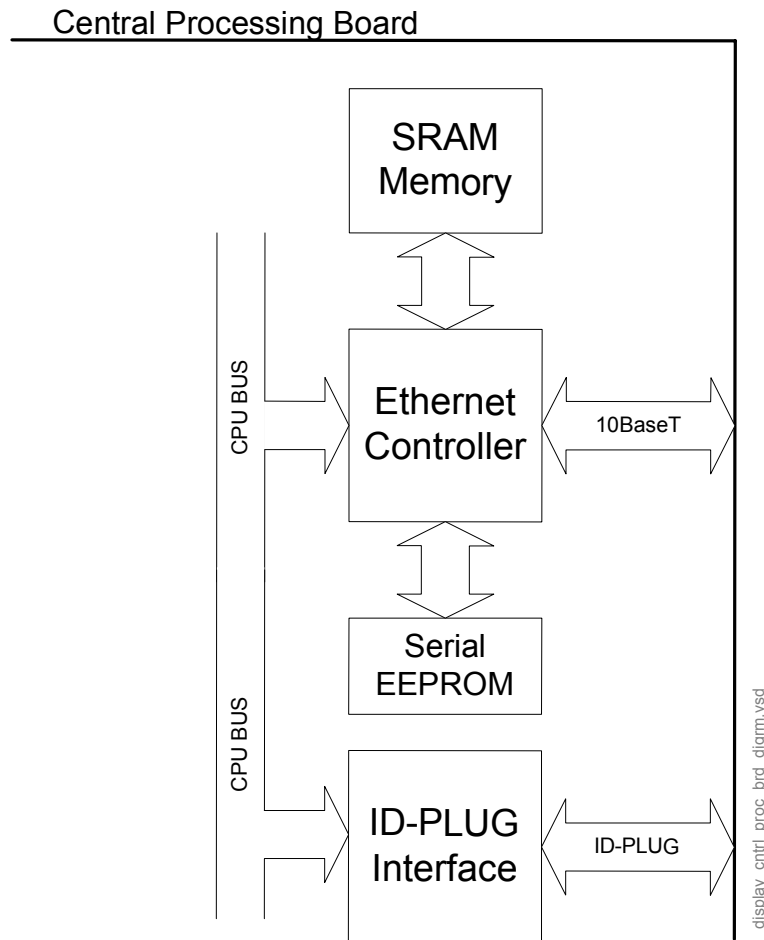 Central Processing Board
SRAM
Memory
CPU BUS
Ethernet
Controller
10BaseT
Serial
EEPROM
CPU BUS
ID-PLUG
Interface
ID-PLUG
display_cntrl_proc_brd_digrm.vsd